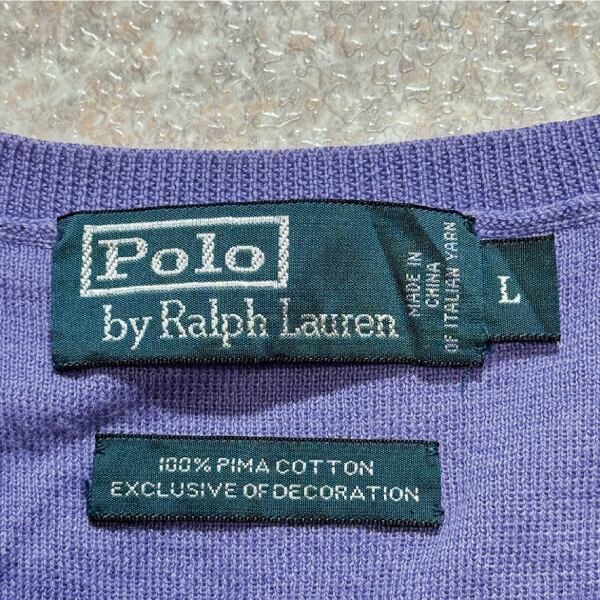 Polo
by Ralph Lauren
MADE IN
CHINA
OF ITALIAN YARN
L
100% PIMA COTTON
EXCLUSIVE OF DECORATION